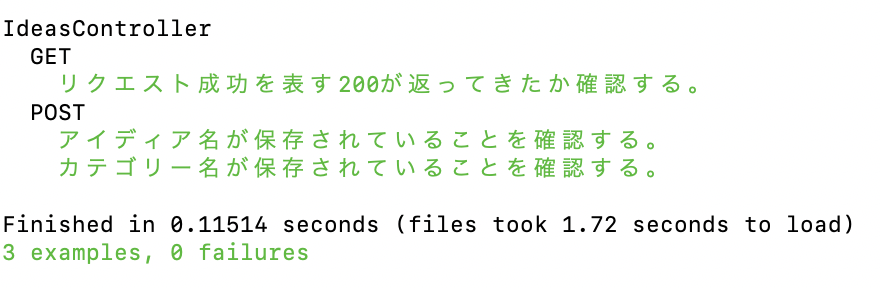 IdeasController
GET
リクエスト成功を表す200が返ってきたか確認する。
POST
アイディア名が保存されていることを確認する。
カテゴリー名が保存されていることを確認する。
Finished in 0.11514 seconds (files took 1.72 seconds to load)
3 examples, 0 failures